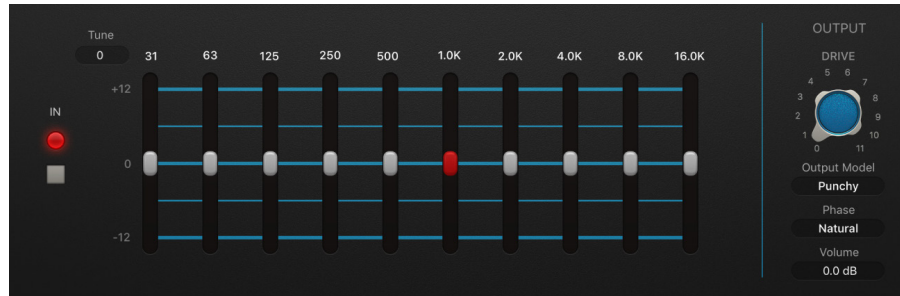 Tune
0
31 63 125 250 500 1.0K 2.0K 4.0K 8.0K 16.0K
+12
0
-12
IN
OUTPUT
DRIVE
0 1 2 3 4 5 6 7 8 9 10 11
Output Model
Punchy
Phase
Natural
Volume
0.0 dB